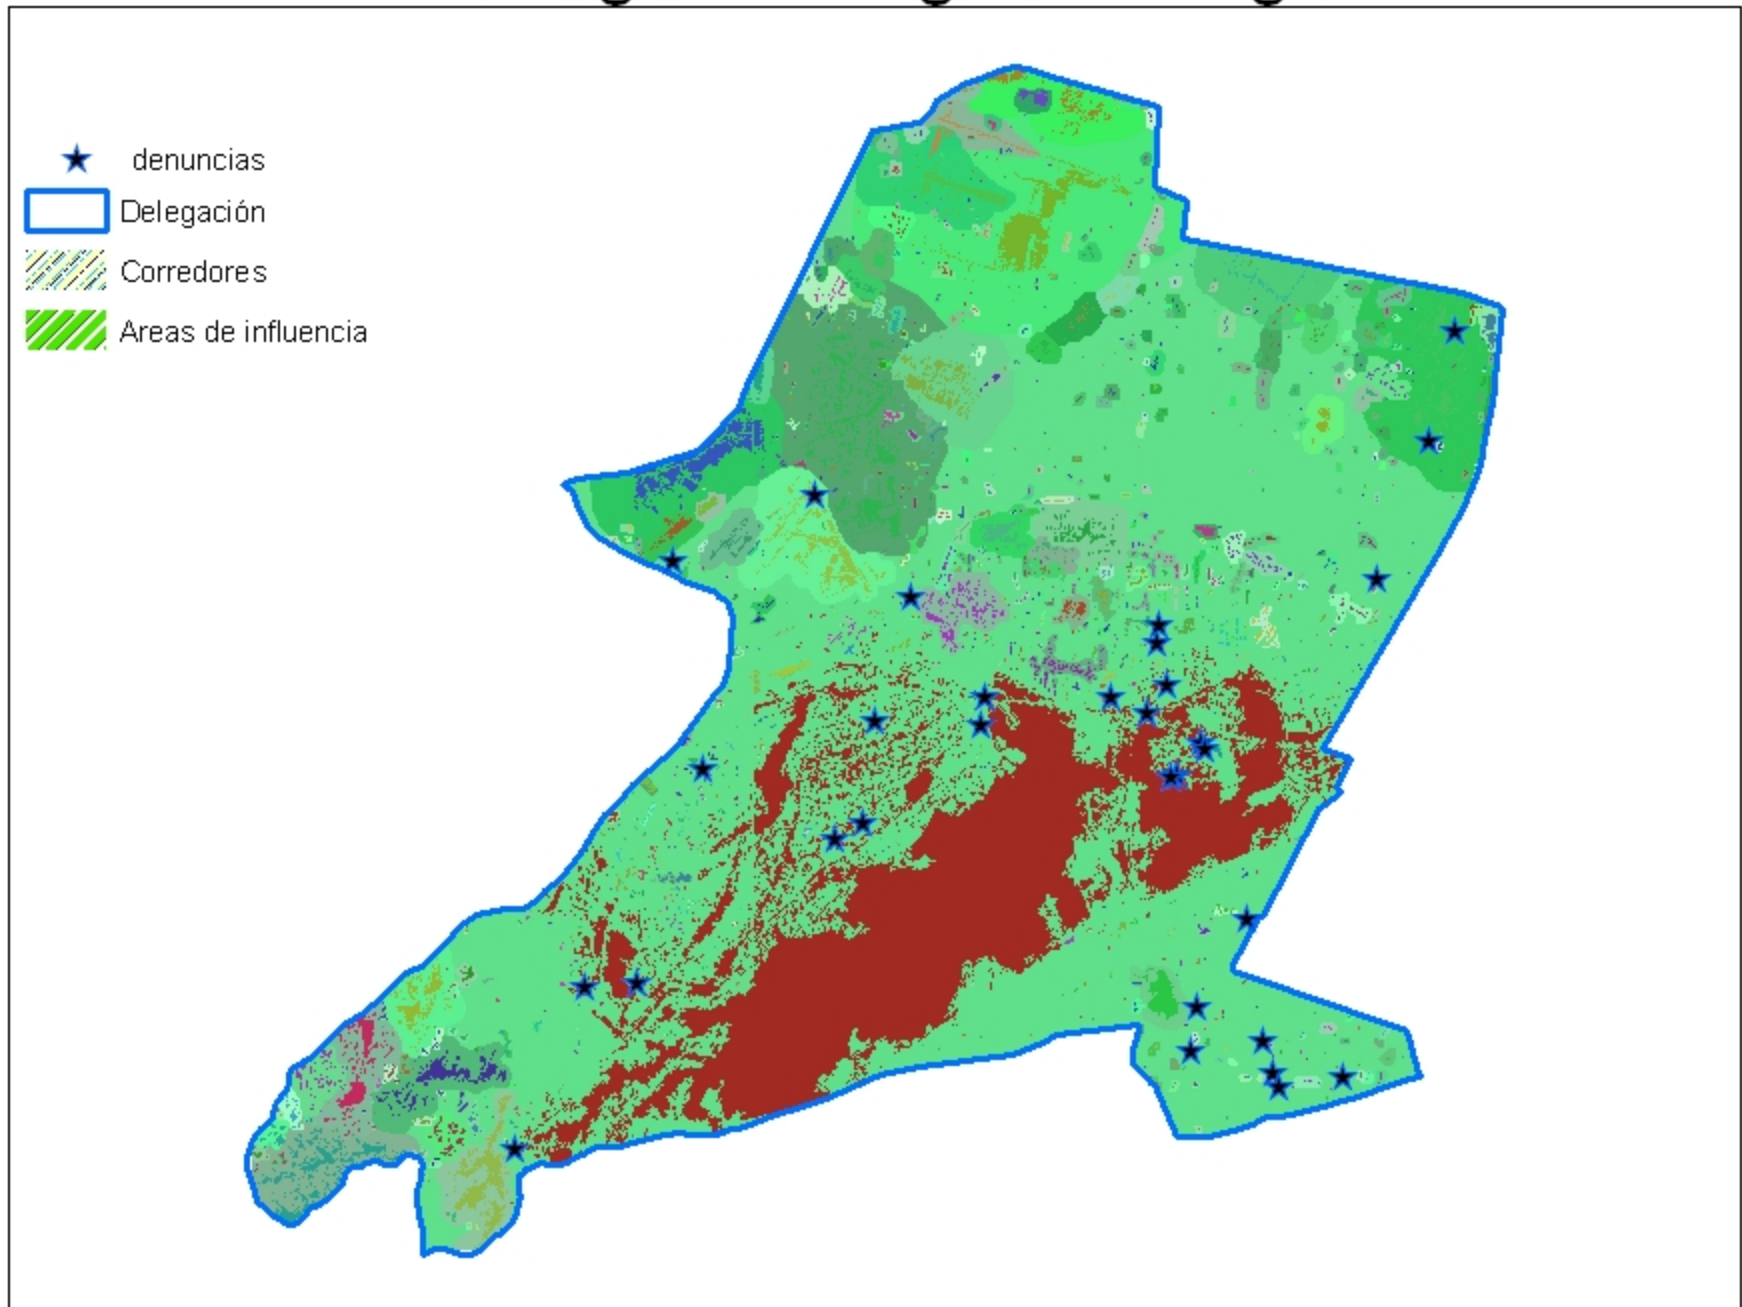 denuncias
Delegación
Corredores
Areas de influencia